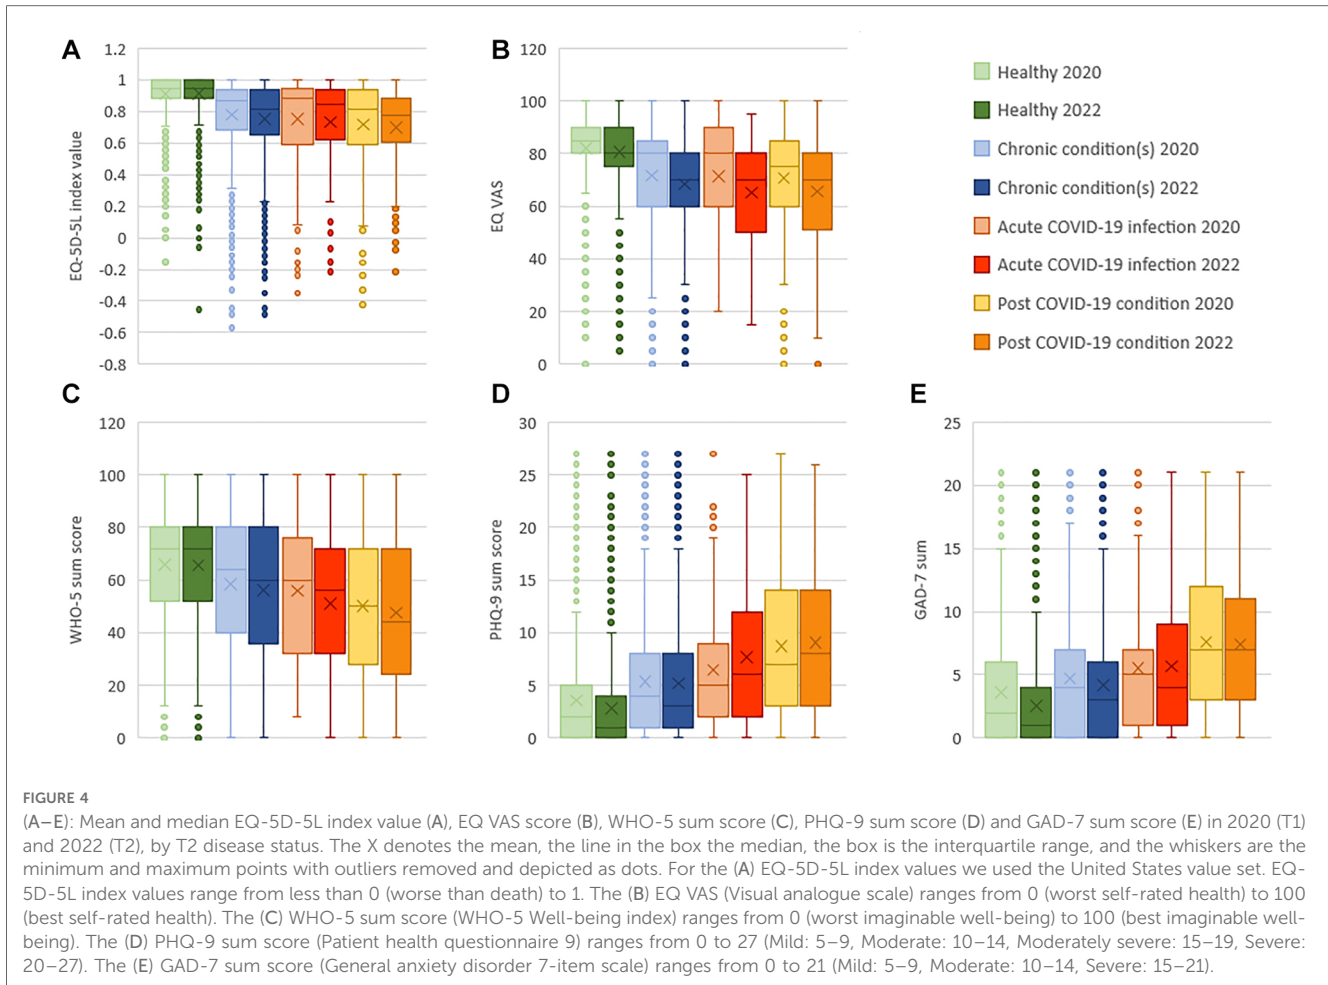 A
1.2
1
0.8
0.6
0.4
0.2
0
-0.2
-0.4
-0.6
-0.8
EQ-5D-5L index value
B
120
100
80
60
40
20
0
EQ VAS
Healthy 2020
Healthy 2022
Chronic condition(s) 2020
Chronic condition(s) 2022
Acute COVID-19 infection 2020
Acute COVID-19 infection 2022
Post COVID-19 condition 2020
Post COVID-19 condition 2022
C
120
100
80
60
40
20
0
WHO-5 sum score
D
30
25
20
15
10
5
0
PHQ-9 sum score
E
25
20
15
10
5
0
GAD-7 sum
FIGURE 4
(A–E): Mean and median EQ-5D-5L index value (A), EQ VAS score (B), WHO-5 sum score (C), PHQ-9 sum score (D) and GAD-7 sum score (E) in 2020 (T1)
and 2022 (T2), by T2 disease status. The X denotes the mean, the line in the box the median, the box is the interquartile range, and the whiskers are the
minimum and maximum points with outliers removed and depicted as dots. For the (A) EQ-5D-5L index values we used the United States value set. EQ-
5D-5L index values range from less than 0 (worse than death) to 1. The (B) EQ VAS (Visual analogue scale) ranges from 0 (worst self-rated health) to 100
(best self-rated health). The (C) WHO-5 sum score (WHO-5 Well-being index) ranges from 0 (worst imaginable well-being) to 100 (best imaginable well-
being). The (D) PHQ-9 sum score (Patient health questionnaire 9) ranges from 0 to 27 (Mild: 5–9, Moderate: 10–14, Moderately severe: 15–19, Severe:
20–27). The (E) GAD-7 sum score (General anxiety disorder 7-item scale) ranges from 0 to 21 (Mild: 5–9, Moderate: 10–14, Severe: 15–21).